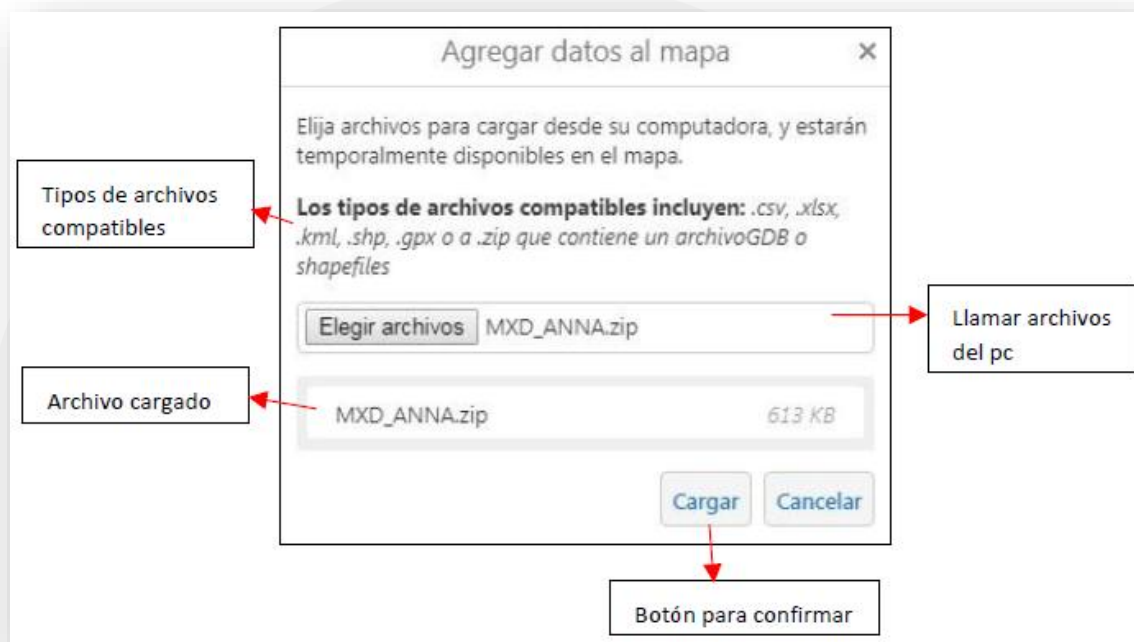 Agregar datos al mapa ×
Elija archivos para cargar desde su computadora, y estarán
temporalmente disponibles en el mapa.
Tipos de archivos
compatibles
Los tipos de archivos compatibles incluyen: .csv, .xlsx,
.kml, .shp, .gpx o a .zip que contiene un archivoGDB o
shapefiles
Elegir archivos MXD_ANNA.zip
Llamar archivos
del pc
Archivo cargado
MXD_ANNA.zip 613 KB
Cargar Cancelar
Botón para confirmar